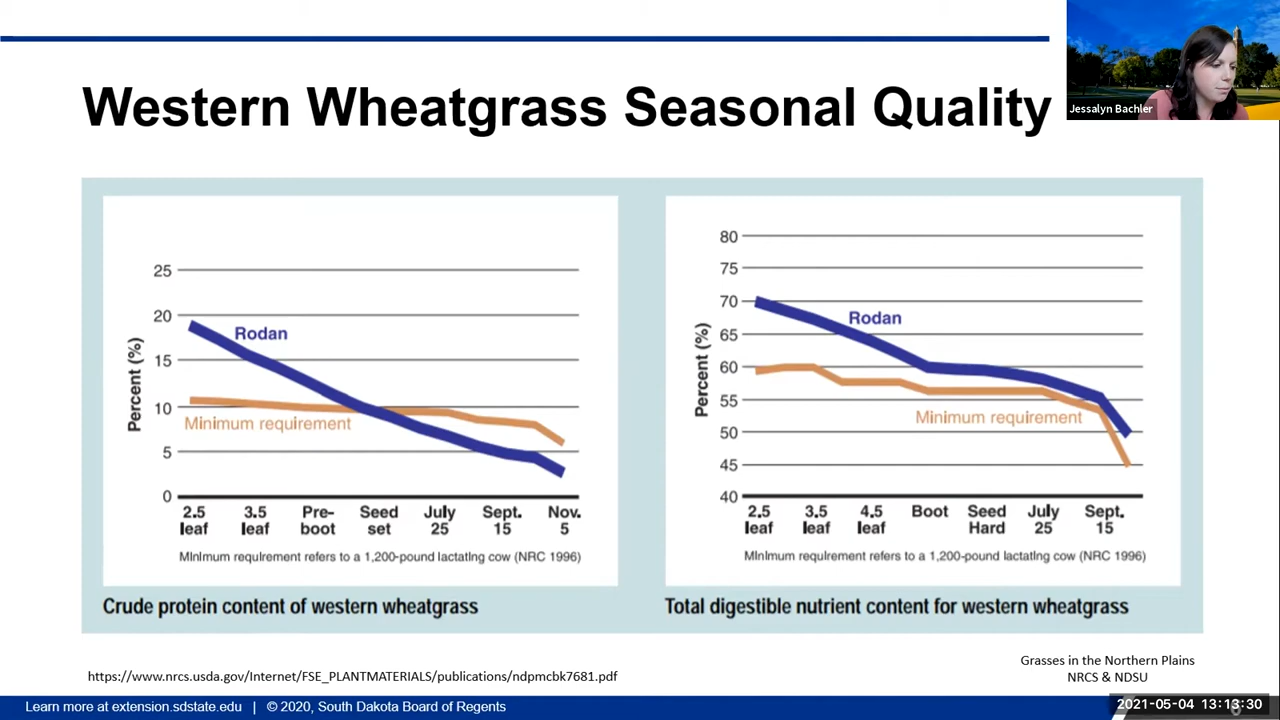 Western Wheatgrass Seasonal Quality
Jessalyn Bachler
25
20
15
10
5
0
Percent (%)
Rodan
Minimum requirement
2.5 leaf
3.5 leaf
Pre-boot
Seed set
July 25
Sept. 15
Nov. 5
Minimum requirement refers to a 1,200-pound lactating cow (NRC 1996)
Crude protein content of western wheatgrass
80
75
70
65
60
55
50
45
40
Percent (%)
Rodan
Minimum requirement
2.5 leaf
3.5 leaf
4.5 leaf
Boot
Seed Hard
July 25
Sept. 15
Minimum requirement refers to a 1,200-pound lactating cow (NRC 1996)
Total digestible nutrient content for western wheatgrass
https://www.nrcs.usda.gov/Internet/FSE_PLANTMATERIALS/publications/ndpmcbk7681.pdf
Grasses in the Northern Plains
NRCS & NDSU
Learn more at extension.sdstate.edu | © 2020, South Dakota Board of Regents
2021-05-04 13:13:30